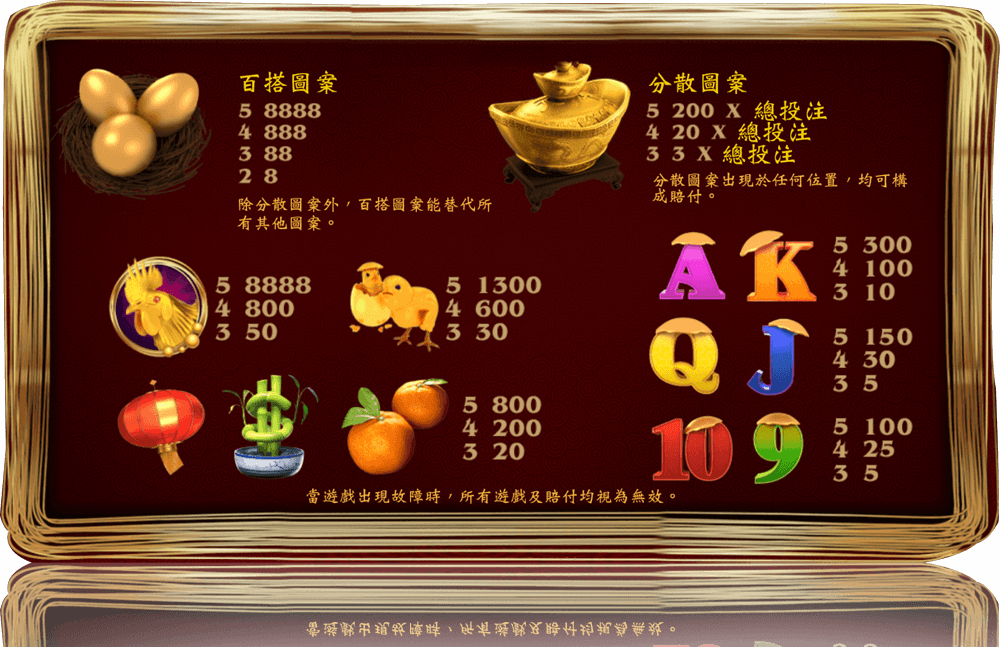 百搭圖案
5 8888
4 888
3 88
2 8
除分散圖案外，百搭圖案能替代所
有其他圖案。
分散圖案
5 200 X 總投注
4 20 X 總投注
3 3 X 總投注
分散圖案出現於任何位置，均可構
成賠付。
5 8888
4 800
3 50
5 1300
4 600
3 30
A K
5 300
4 100
3 10
Q J
5 150
4 30
3 5
5 800
4 200
3 20
10 9
5 100
4 25
3 5
當遊戲出現故障時，所有遊戲及賠付均視為無效。